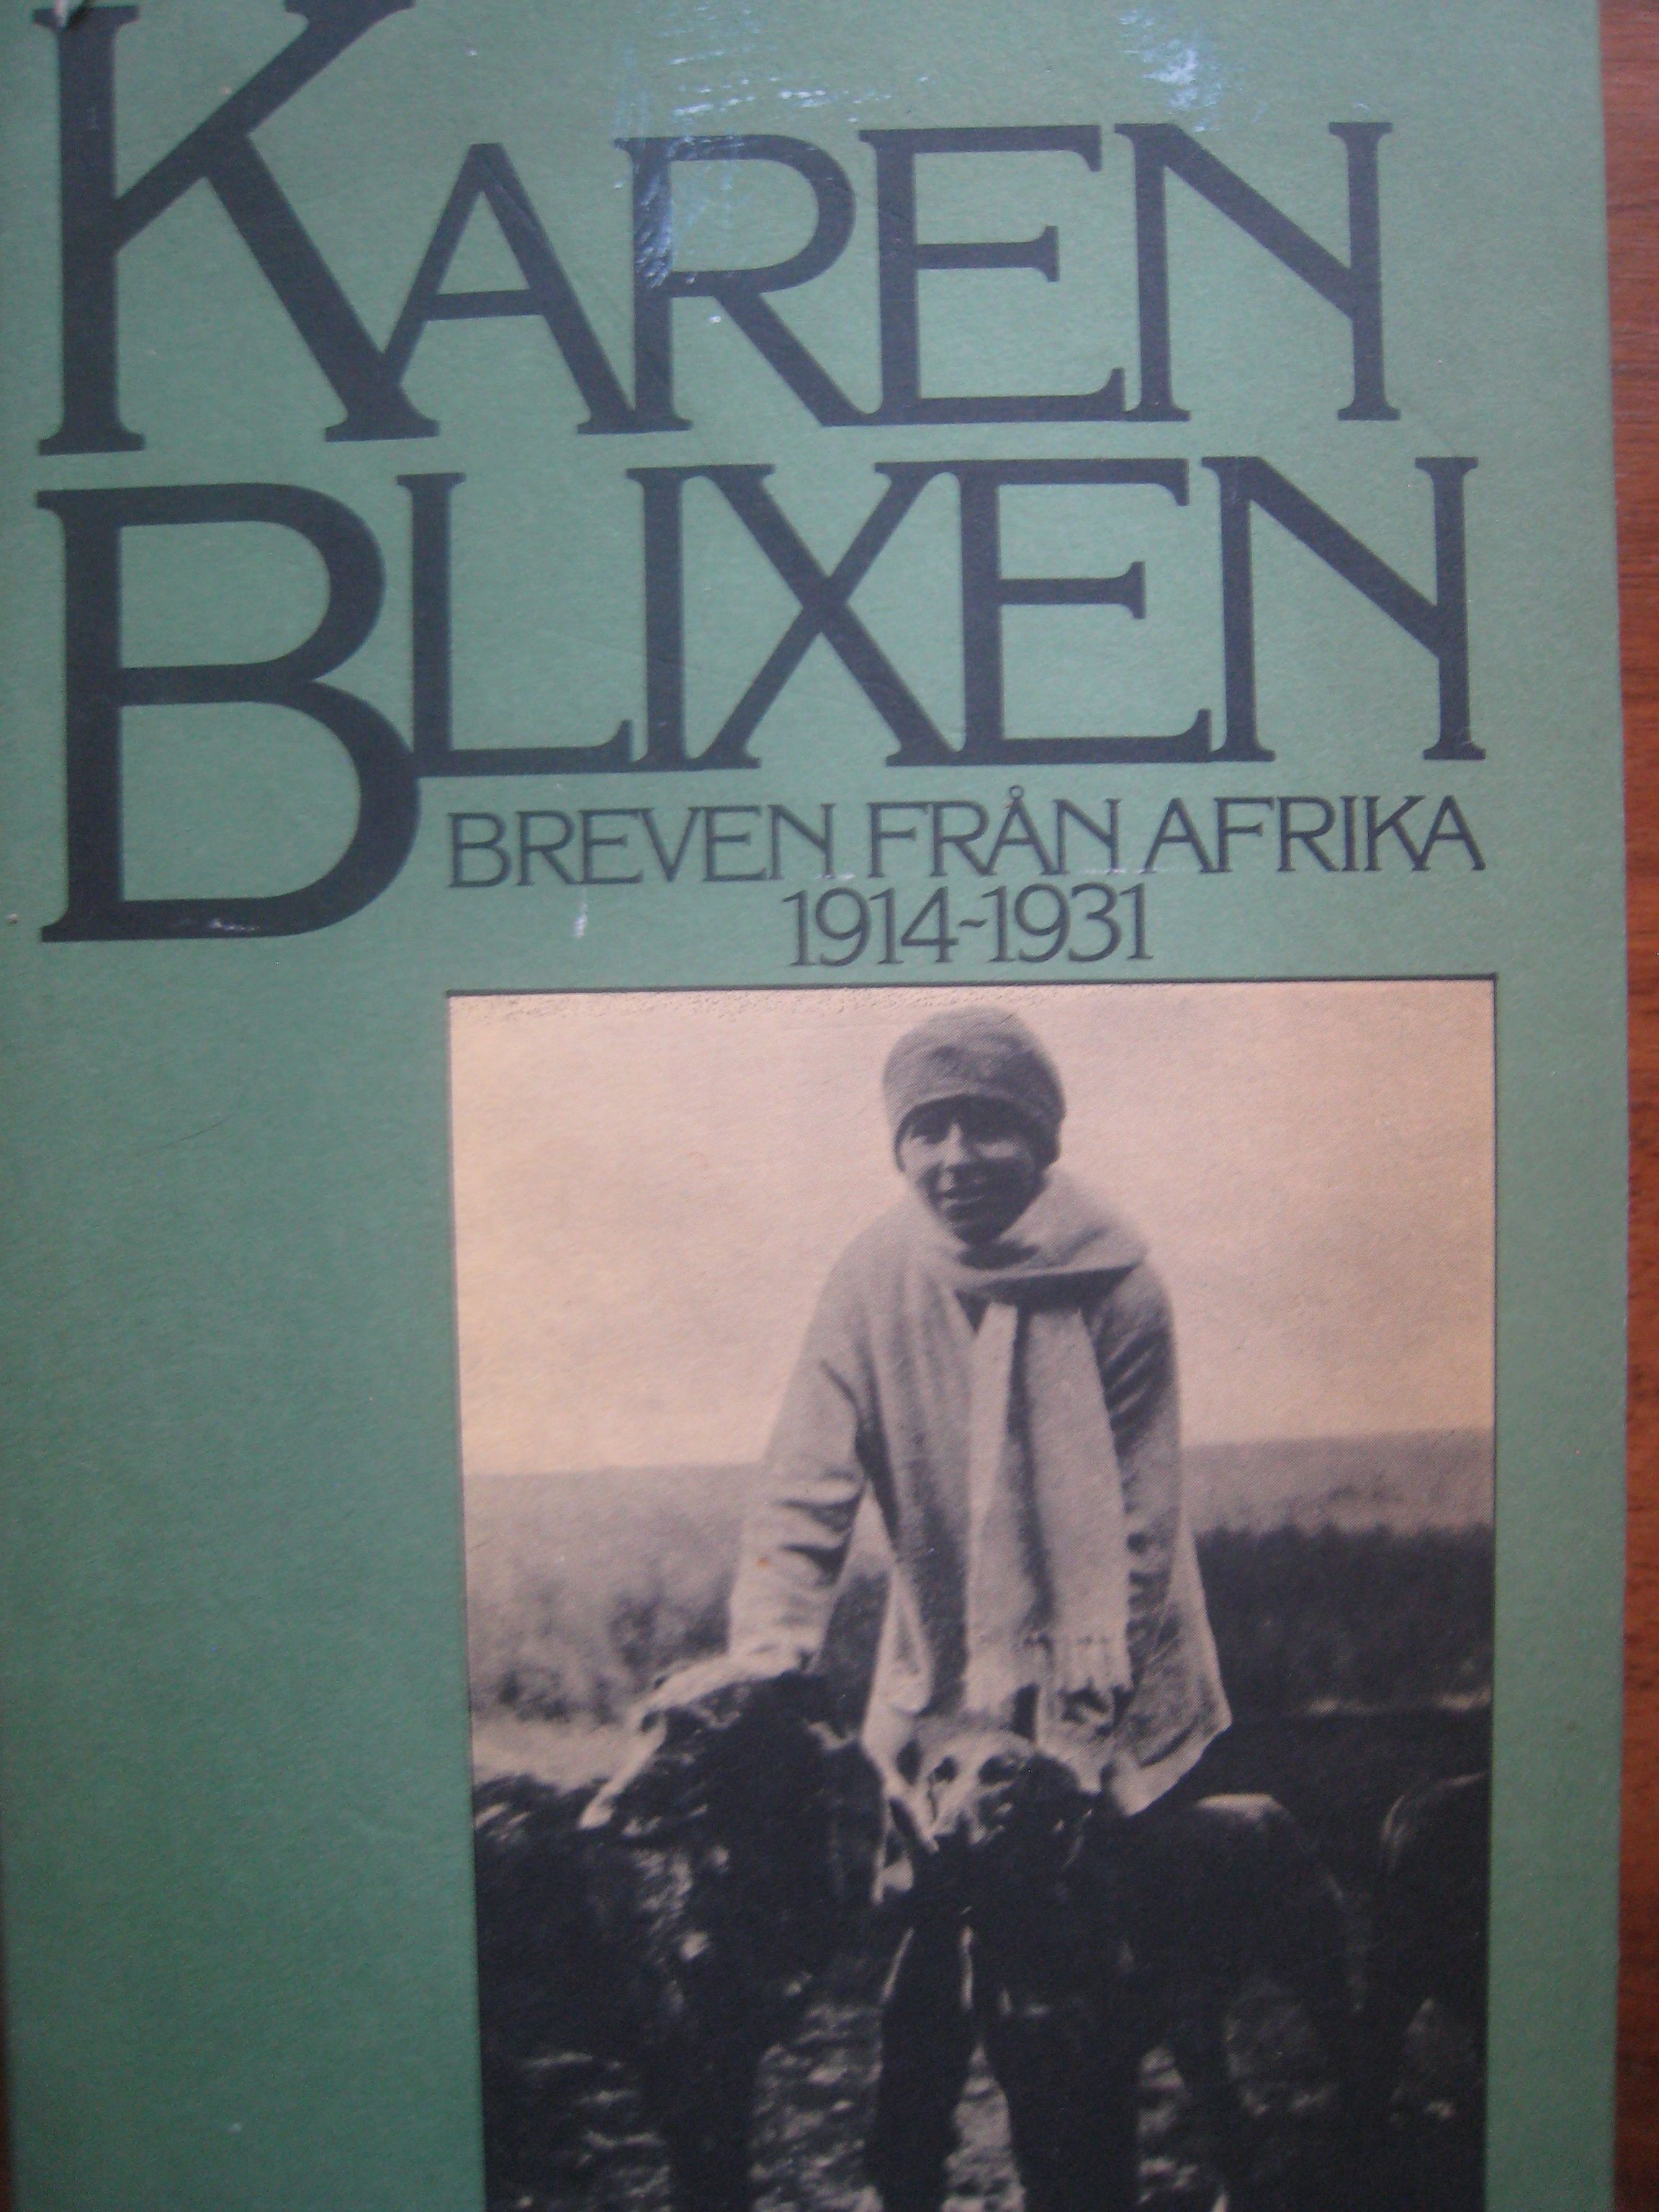 KAREN
BLIXEN
BREVEN FRÅN AFRIKA
1914-1931